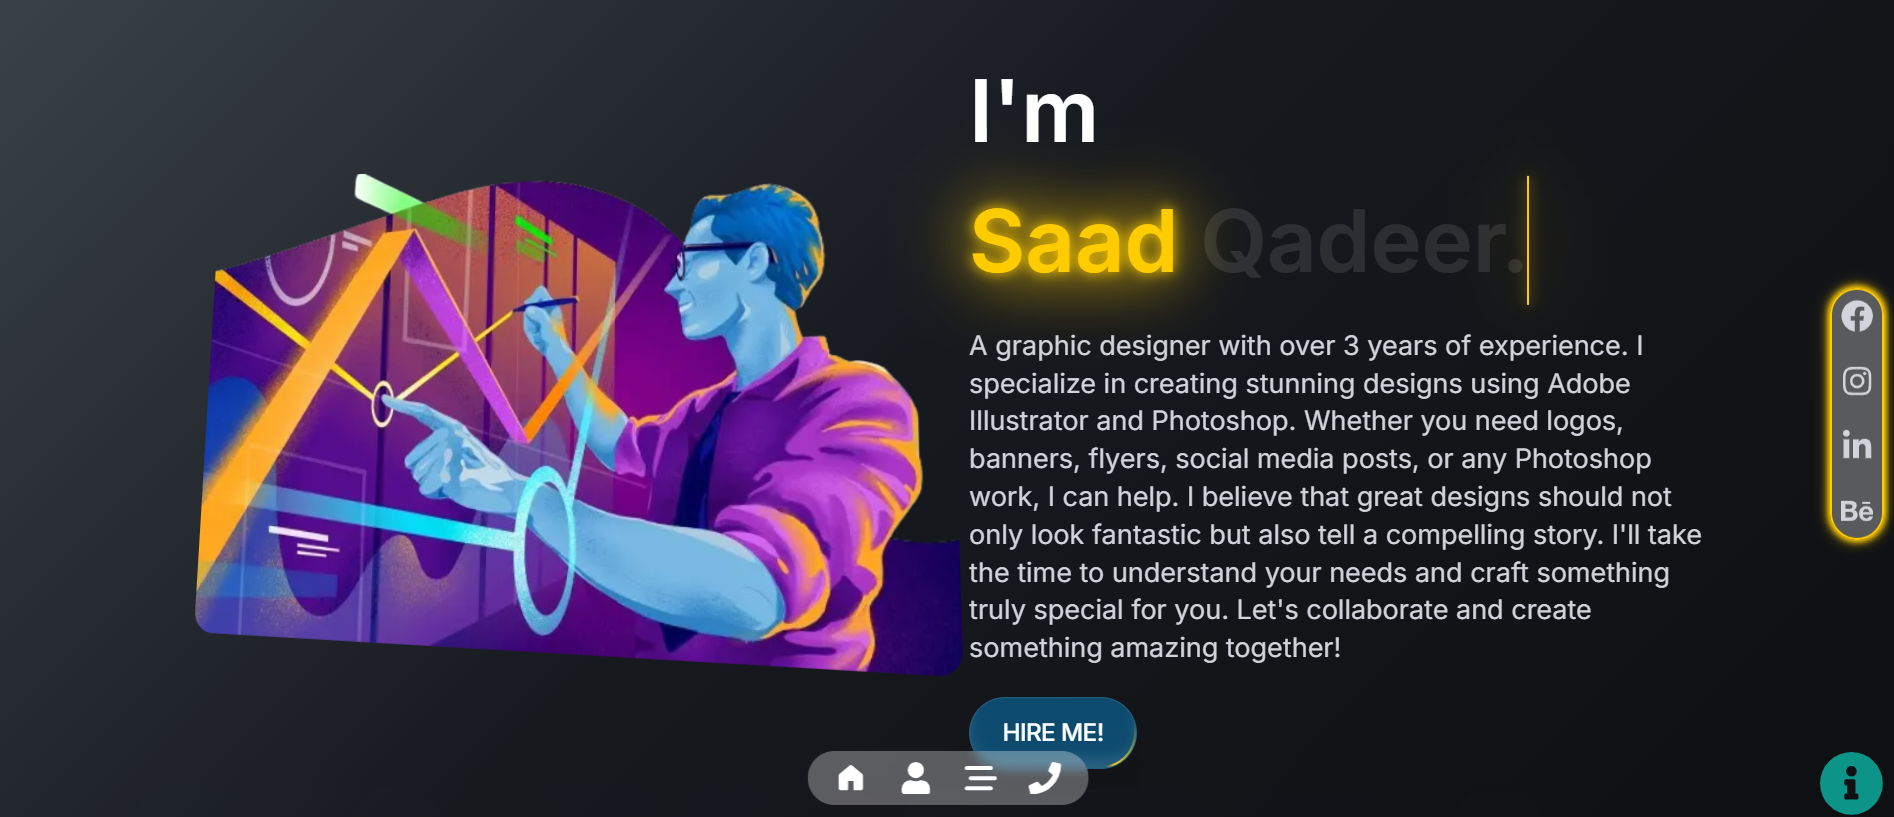 I'm
Saad Qadeer.
A graphic designer with over 3 years of experience. I
specialize in creating stunning designs using Adobe
Illustrator and Photoshop. Whether you need logos,
banners, flyers, social media posts, or any Photoshop
work, I can help. I believe that great designs should not
only look fantastic but also tell a compelling story. I'll take
the time to understand your needs and craft something
truly special for you. Let's collaborate and create
something amazing together!
HIRE ME!